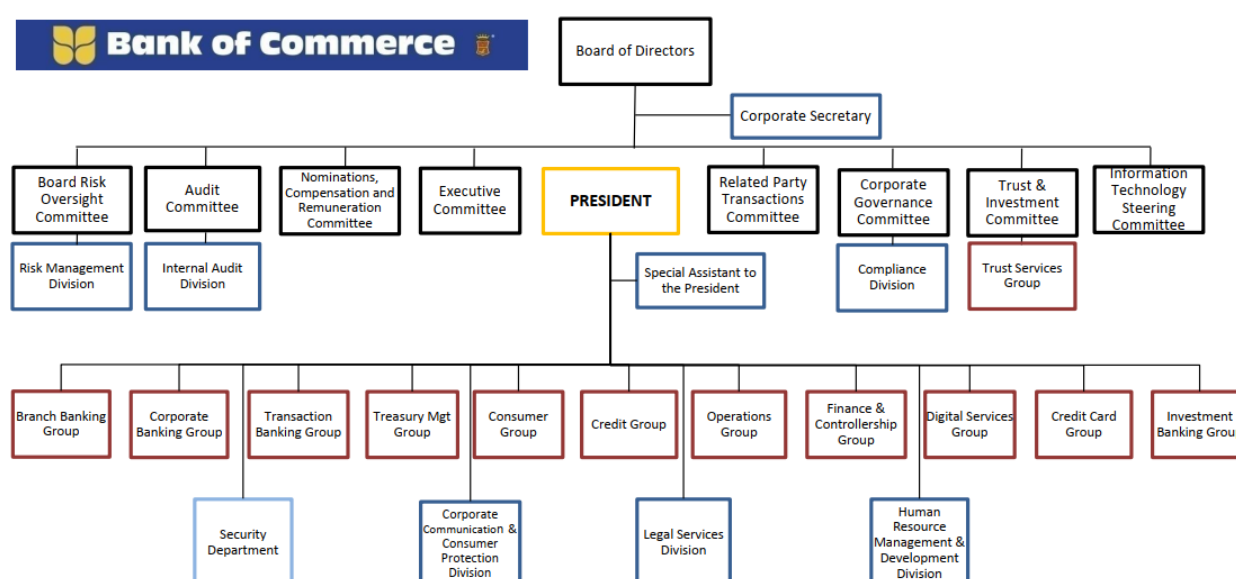 Bank of Commerce
Board of Directors
Corporate Secretary
Board Risk
Oversight
Committee
Audit
Committee
Nominations,
Compensation and
Remuneration
Committee
Executive
Committee
PRESIDENT
Related Party
Transactions
Committee
Corporate
Governance
Committee
Trust &
Investment
Committee
Information
Technology
Steering
Committee
Risk Management
Division
Internal Audit
Division
Special Assistant to
the President
Compliance
Division
Trust Services
Group
Branch Banking
Group
Corporate
Banking Group
Transaction
Banking Group
Treasury Mgt
Group
Consumer
Group
Credit Group
Operations
Group
Finance &
Controllership
Group
Digital Services
Group
Credit Card
Group
Investment
Banking Group
Security
Department
Corporate
Communication &
Consumer
Protection
Division
Legal Services
Division
Human
Resource
Management &
Development
Division